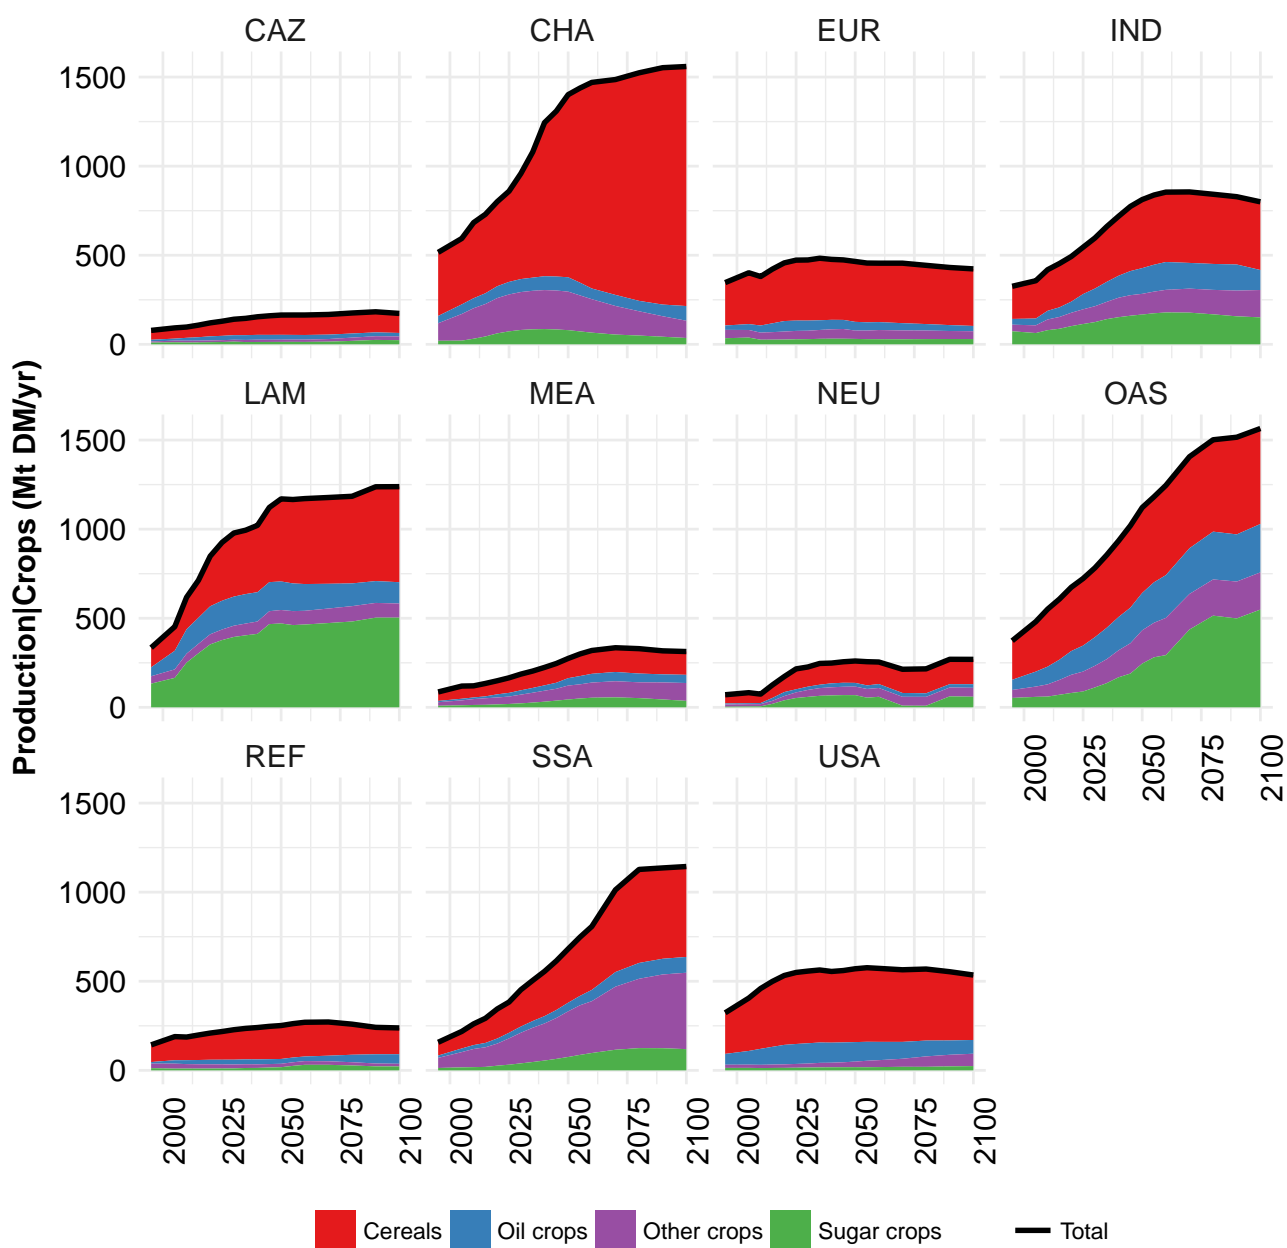 CAZ CHA EUR IND
1500
1000
500
0
LAM MEA NEU OAS
1500
1000
500
0
Production|Crops (Mt DM/yr)
2000 2025 2050 2075 2100
REF SSA USA
1500
1000
500
0
2000 2025 2050 2075 2100 2000 2025 2050 2075 2100 2000 2025 2050 2075 2100
Cereals Oil crops Other crops Sugar crops Total